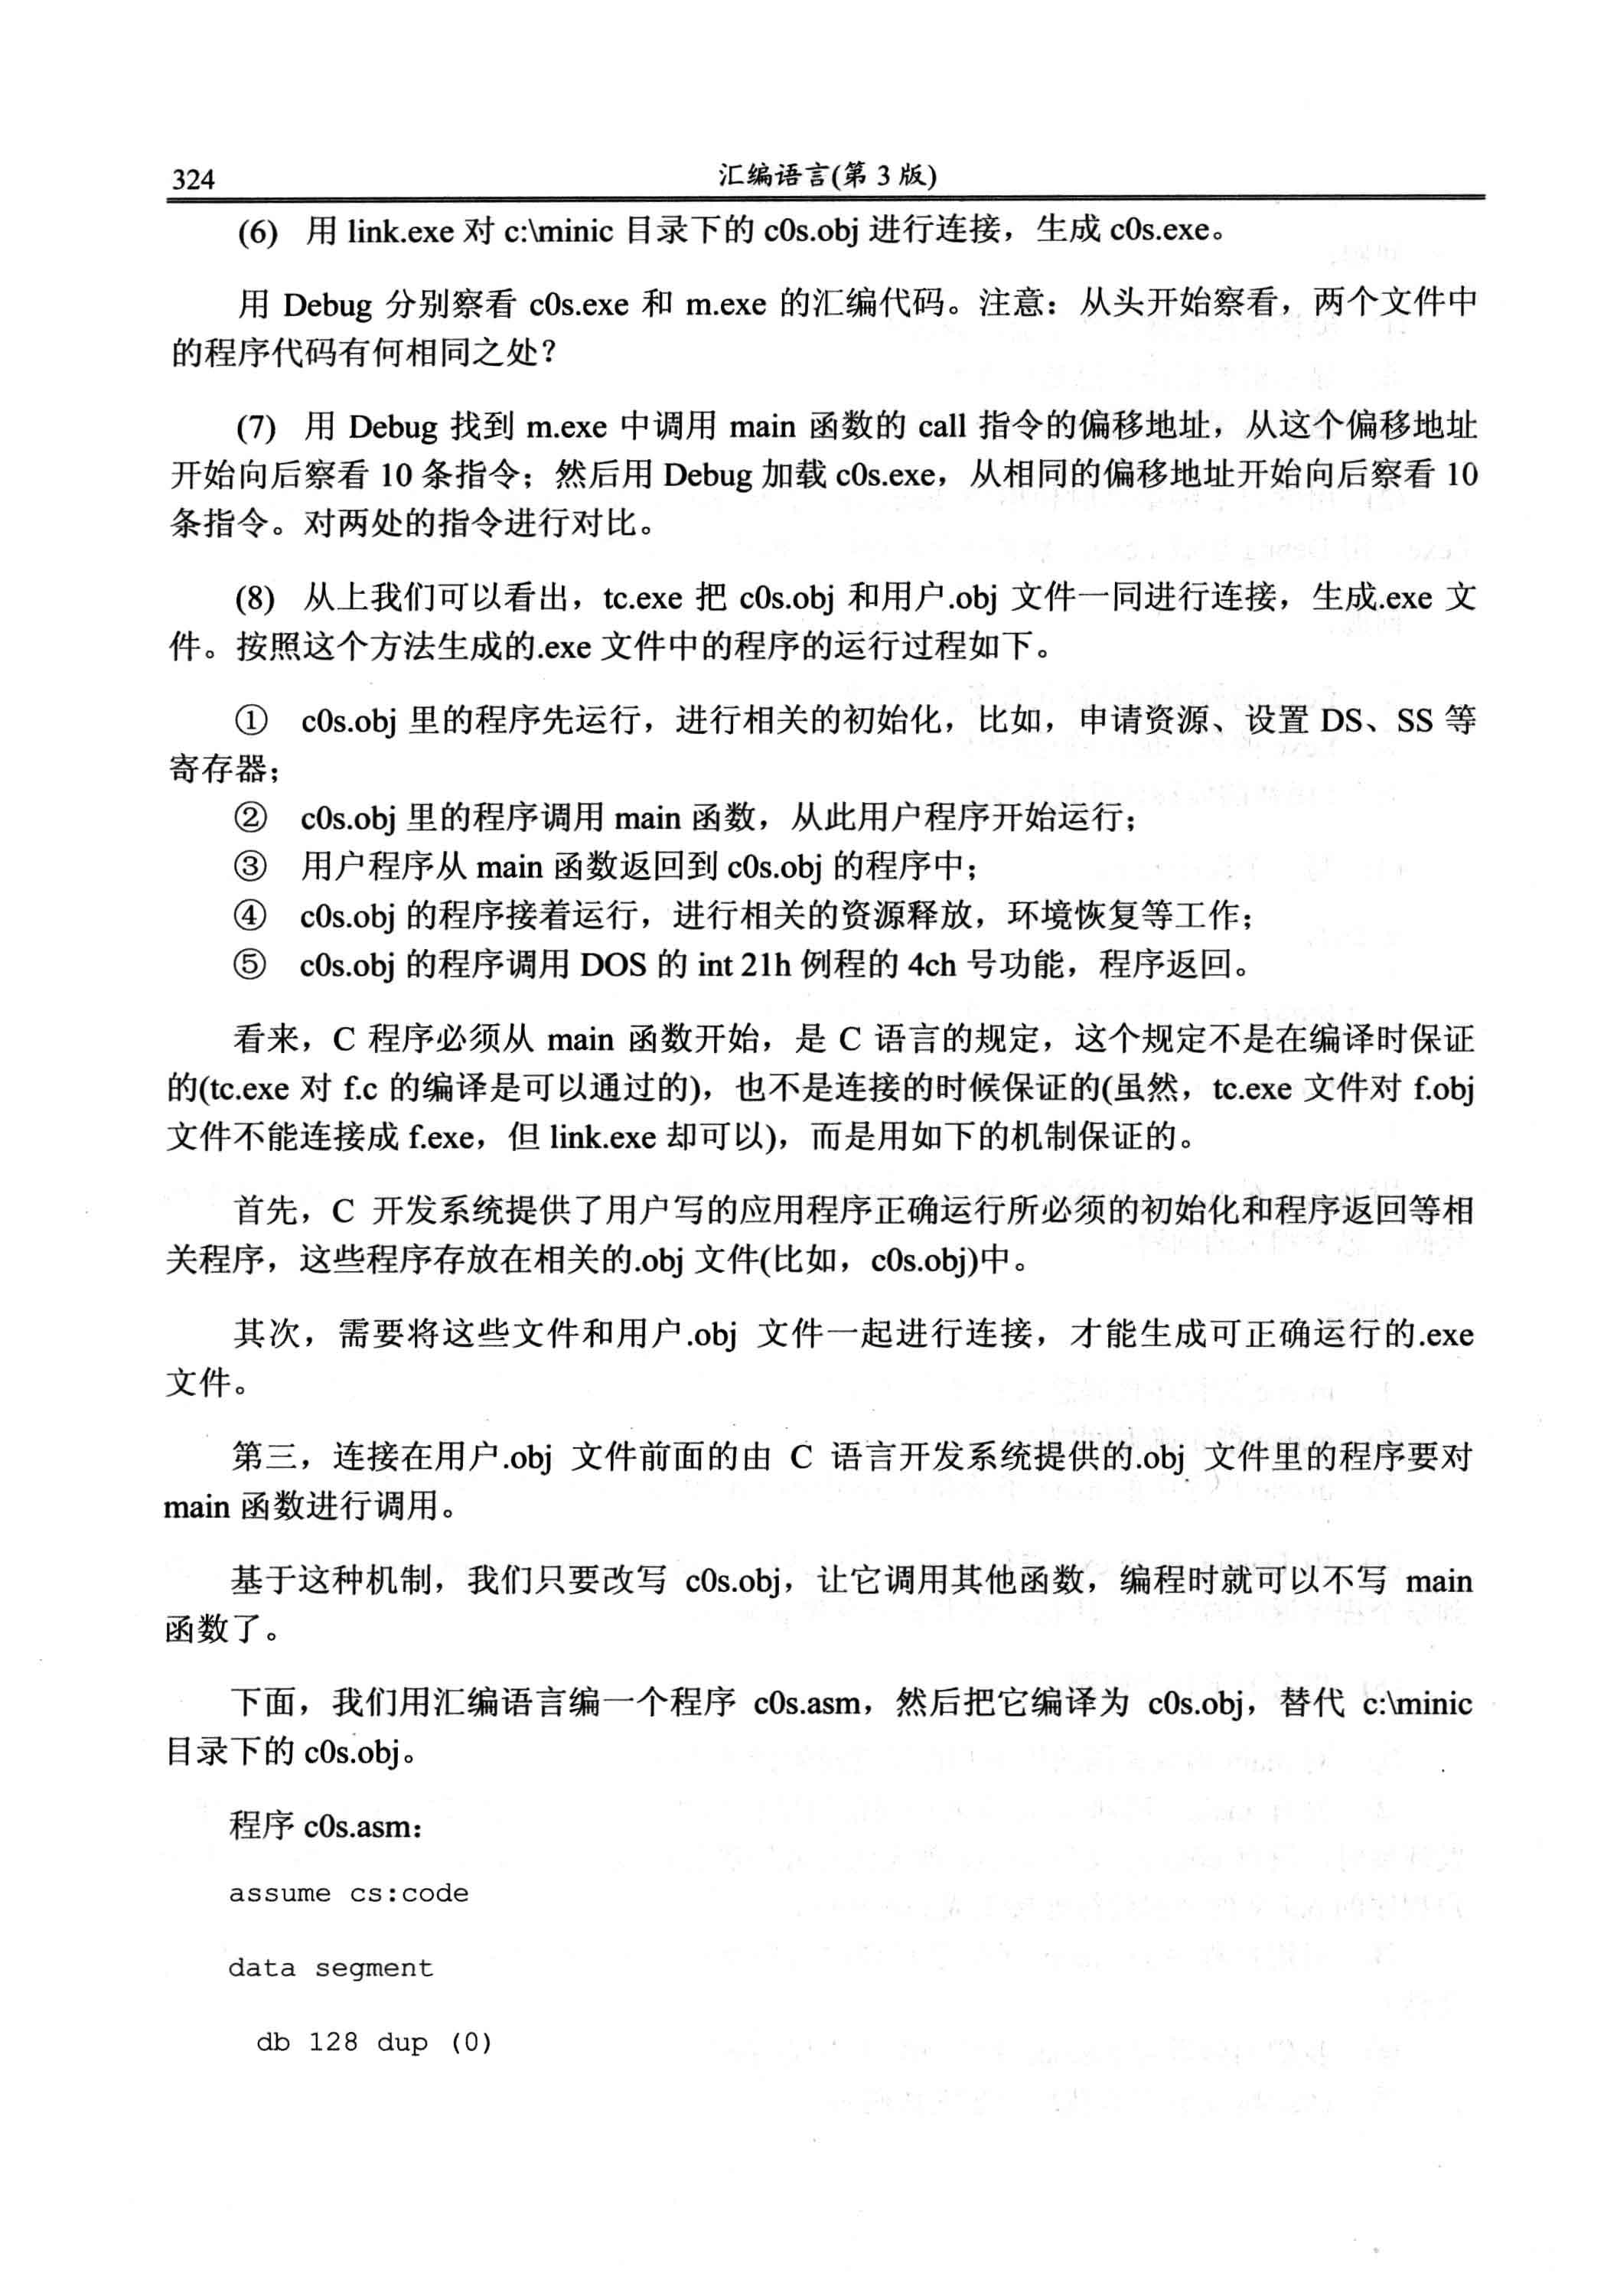 324
汇编语言(第 3 版)
(6) 用 link.exe 对 c:\minic 目录下的 c0s.obj 进行连接，生成 c0s.exe。
用 Debug 分别察看 c0s.exe 和 m.exe 的汇编代码。注意：从头开始察看，两个文件中
的程序代码有何相同之处？
(7) 用 Debug 找到 m.exe 中调用 main 函数的 call 指令的偏移地址，从这个偏移地址
开始向后察看 10 条指令；然后用 Debug 加载 c0s.exe，从相同的偏移地址开始向后察看 10
条指令。对两处的指令进行对比。
(8) 从上我们可以看出，tc.exe 把 c0s.obj 和用户.obj 文件一同进行连接，生成.exe 文
件。按照这个方法生成的.exe 文件中的程序的运行过程如下。
① c0s.obj 里的程序先运行，进行相关的初始化，比如，申请资源、设置 DS、SS 等
寄存器；
② c0s.obj 里的程序调用 main 函数，从此用户程序开始运行；
③ 用户程序从 main 函数返回到 c0s.obj 的程序中；
④ c0s.obj 的程序接着运行，进行相关的资源释放，环境恢复等工作；
⑤ c0s.obj 的程序调用 DOS 的 int 21h 例程的 4ch 号功能，程序返回。
看来，C 程序必须从 main 函数开始，是 C 语言的规定，这个规定不是在编译时保证
的(tc.exe 对 f.c 的编译是可以通过的)，也不是连接的时候保证的(虽然，tc.exe 文件对 f.obj
文件不能连接成 f.exe，但 link.exe 却可以)，而是用如下的机制保证的。
首先，C 开发系统提供了用户写的应用程序正确运行所必须的初始化和程序返回等相
关程序，这些程序存放在相关的.obj 文件(比如，c0s.obj)中。
其次，需要将这些文件和用户.obj 文件一起进行连接，才能生成可正确运行的.exe
文件。
第三，连接在用户.obj 文件前面的由 C 语言开发系统提供的.obj 文件里的程序要对
main 函数进行调用。
基于这种机制，我们只要改写 c0s.obj，让它调用其他函数，编程时就可以不写 main
函数了。
下面，我们用汇编语言编一个程序 c0s.asm，然后把它编译为 c0s.obj，替代 c:\minic
目录下的 c0s.obj。
程序 c0s.asm：
assume cs:code
data segment
db 128 dup (0)